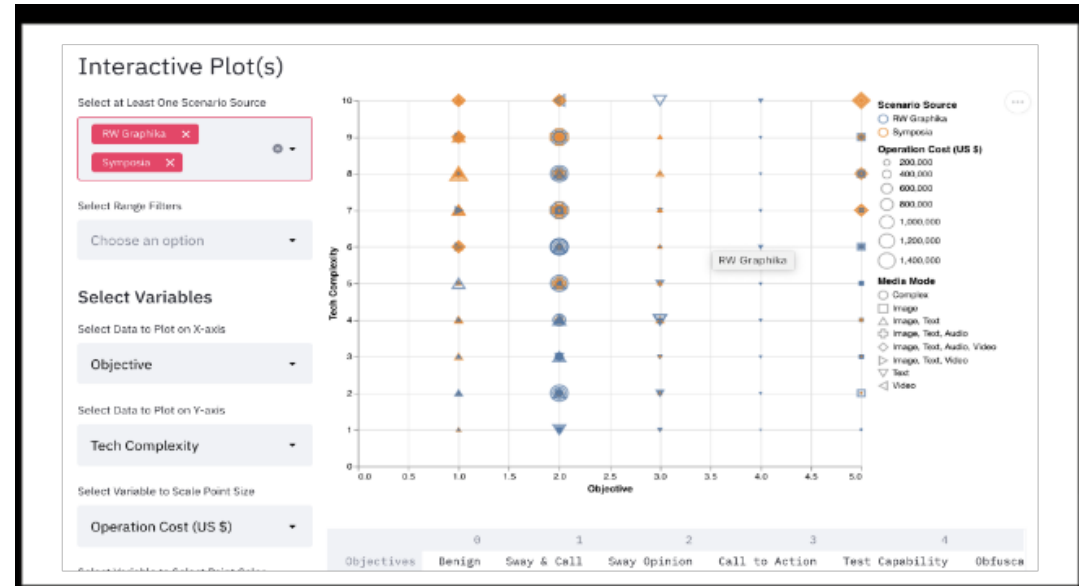 Interactive Plot(s)
Select at Least One Scenario Source
RW Graphika ×
Symposia ×
Select Range Filters
Choose an option
Select Variables
Select Data to Plot on X-axis
Objective
Select Data to Plot on Y-axis
Tech Complexity
Select Variable to Scale Point Size
Operation Cost (US $)
10
9
8
7
6
5
4
3
2
1
0
Tech Complexity
0.0 0.5 1.0 1.5 2.0 2.5 3.0 3.5 4.0 4.5 5.0
Objective
RW Graphika
Scenario Source
RW Graphika
Symposia
Operation Cost (US $)
200,000
400,000
600,000
800,000
1,000,000
1,200,000
1,400,000
Media Mode
Complex
Image
Image, Text
Image, Text, Audio
Image, Text, Audio, Video
Image, Text, Video
Text
Video
0 1 2 3 4
Objectives Benign Sway & Call Sway Opinion Call to Action Test Capability Obfusca